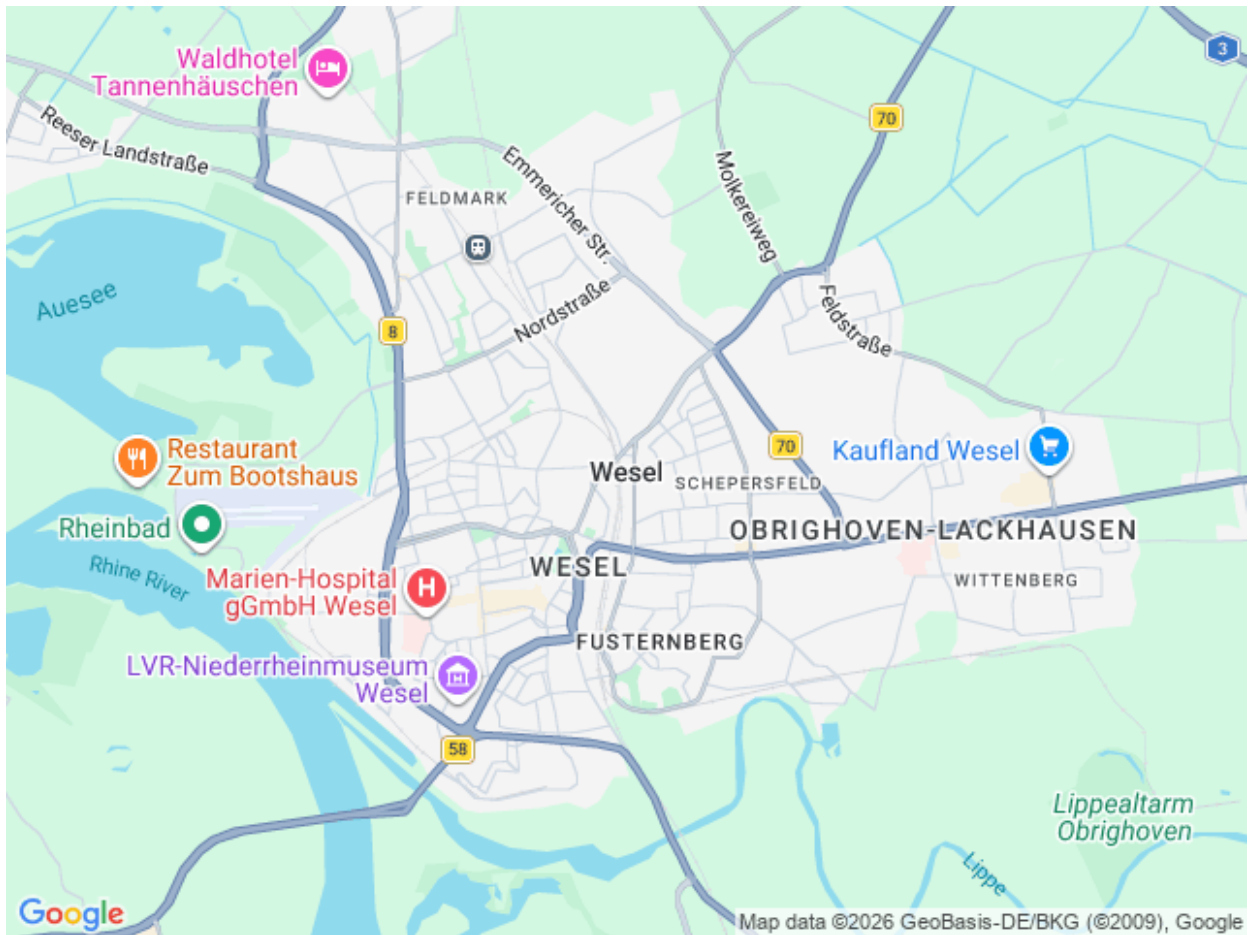 Waldhotel
Tannenhäuschen
3
70
Reeser Landstraße
Emmericher Str.
Molkereiweg
FELDMARK
Auesee
Nordstraße
Feldstraße
8
Restaurant
Zum Bootshaus
70
Kaufland Wesel
Wesel
SCHEPERSFELD
Rheinbad
OBRIGHOVEN-LACKHAUSEN
Rhine River
WESEL
Marien-Hospital
gGmbH Wesel
H
WITTENBERG
FUSTERNBERG
LVR-Niederrheinmuseum
Wesel
58
Lippealtarm
Obrighoven
Lippe
Google
Map data ©2026 GeoBasis-DE/BKG (©2009), Google